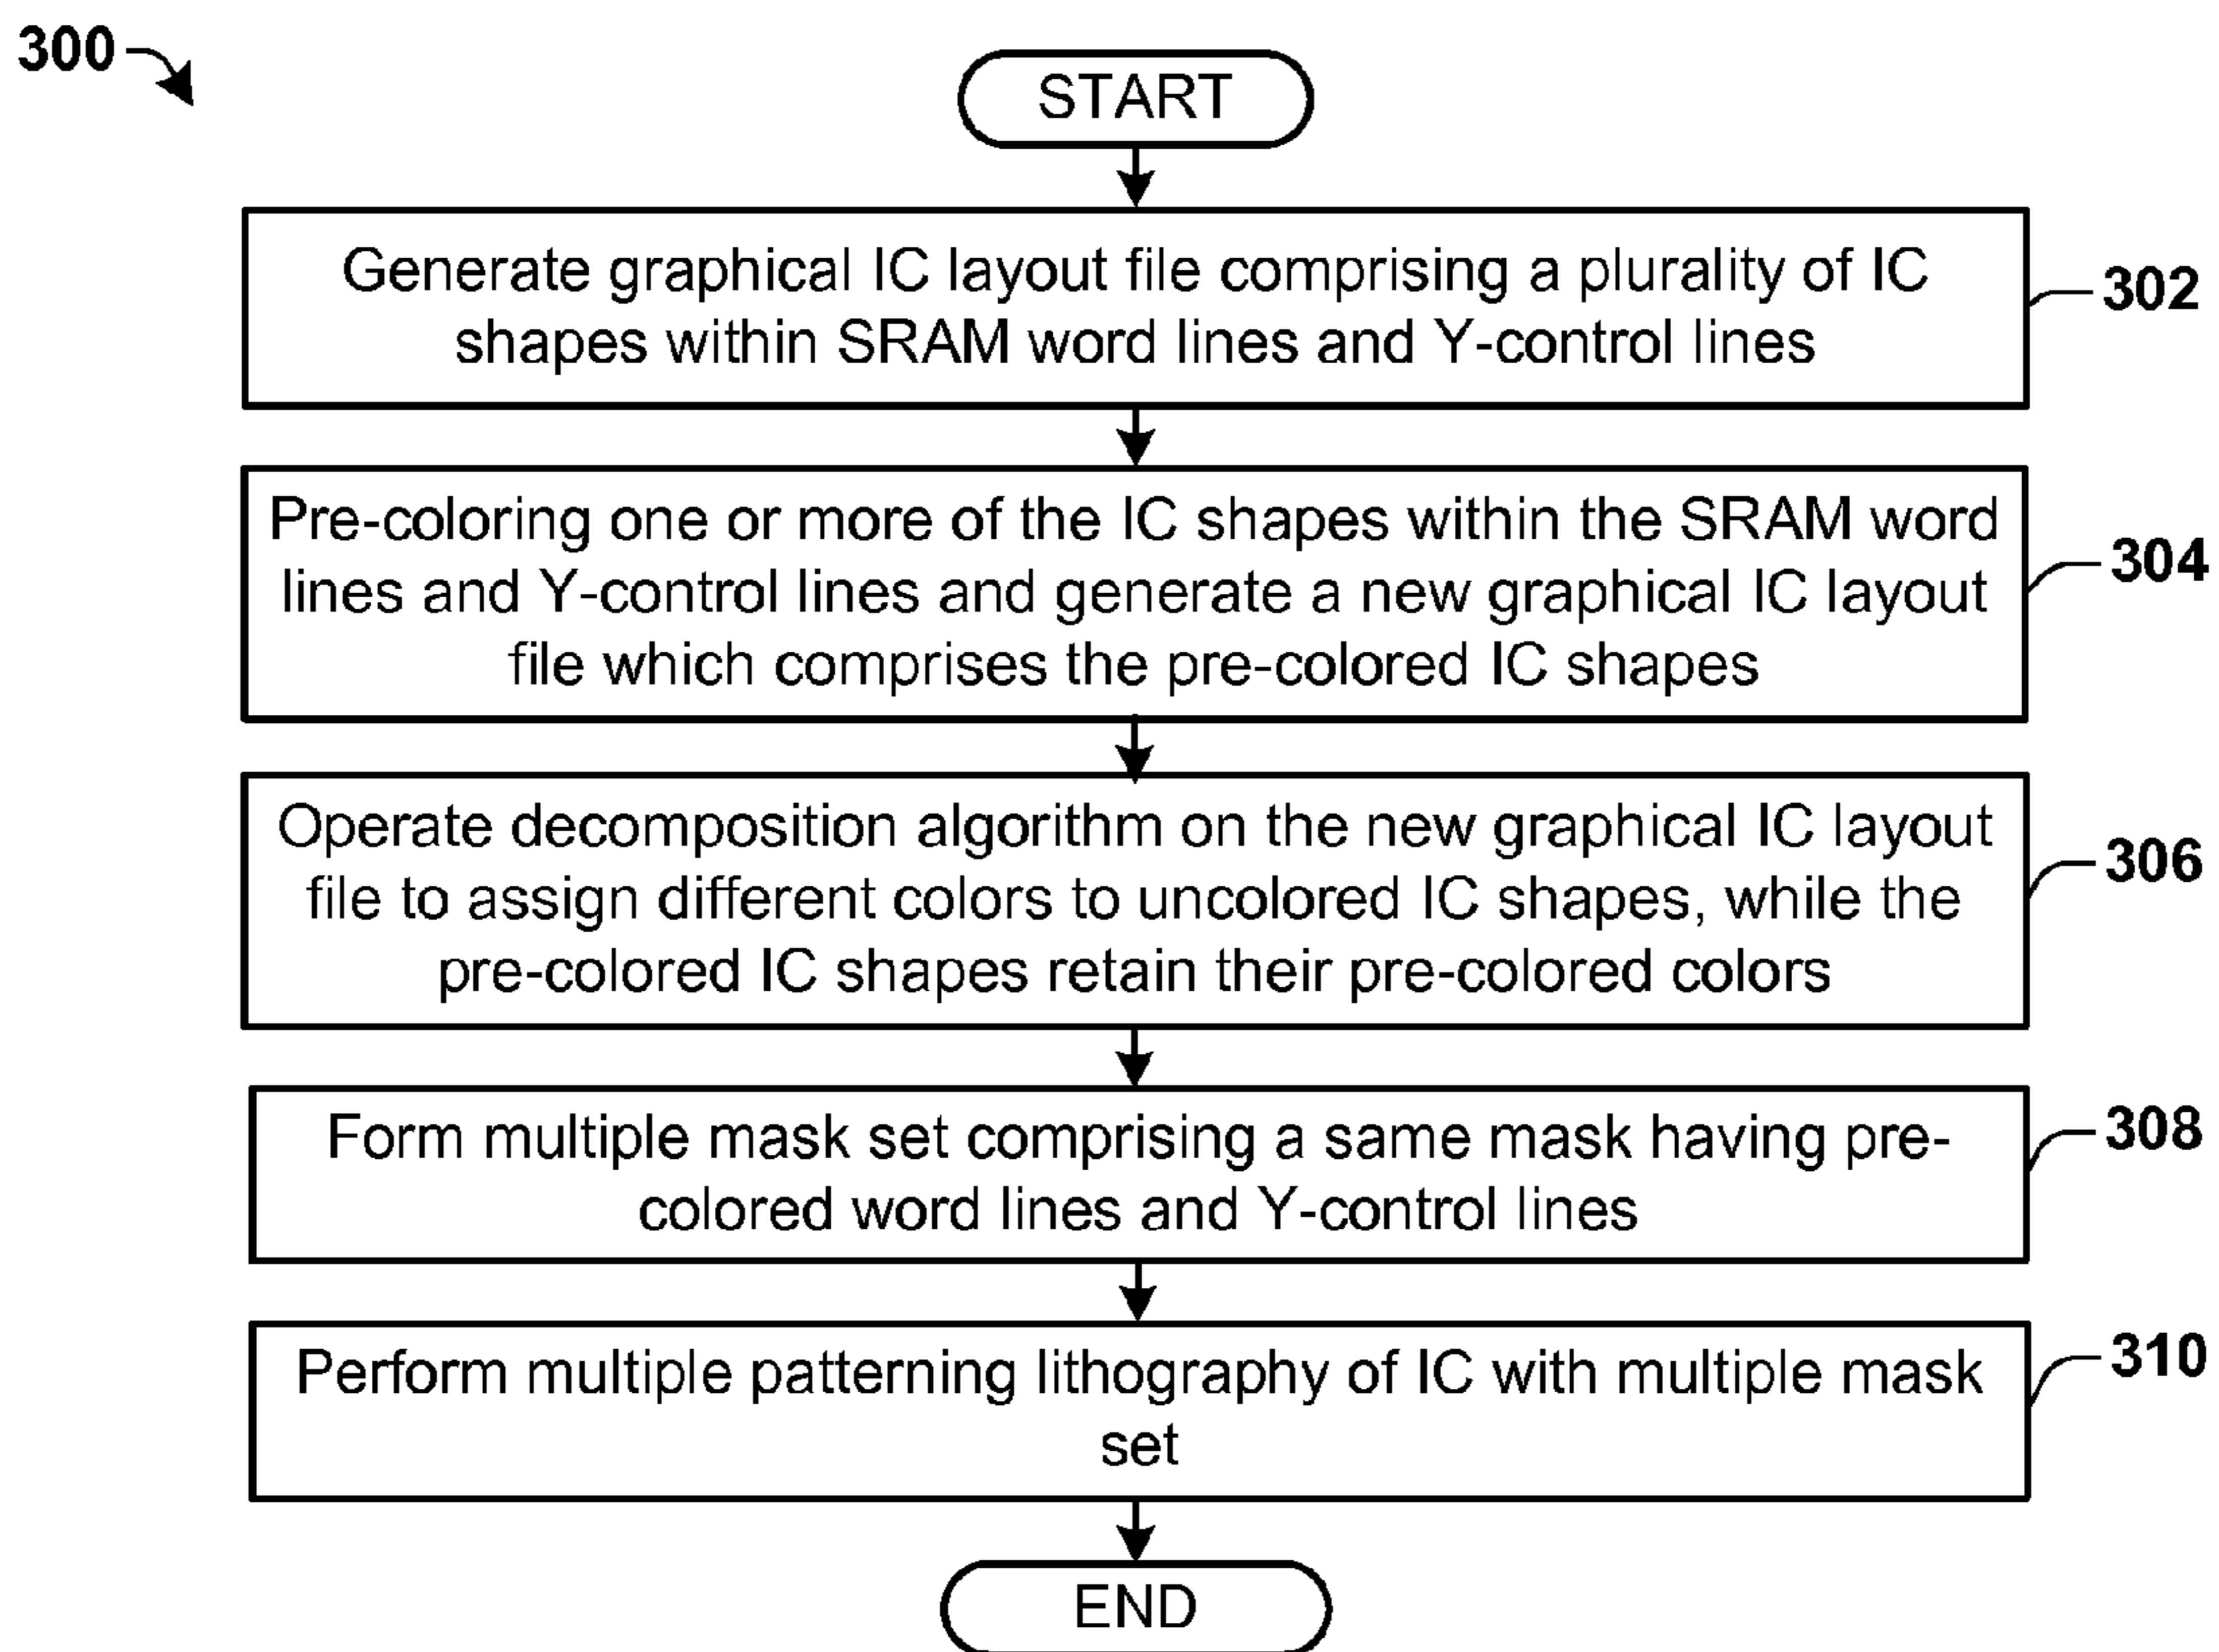 300
START
Generate graphical IC layout file comprising a plurality of IC
shapes within SRAM word lines and Y-control lines
302
Pre-coloring one or more of the IC shapes within the SRAM word
lines and Y-control lines and generate a new graphical IC layout
file which comprises the pre-colored IC shapes
304
Operate decomposition algorithm on the new graphical IC layout
file to assign different colors to uncolored IC shapes, while the
pre-colored IC shapes retain their pre-colored colors
306
Form multiple mask set comprising a same mask having pre-
colored word lines and Y-control lines
308
Perform multiple patterning lithography of IC with multiple mask
set
310
END